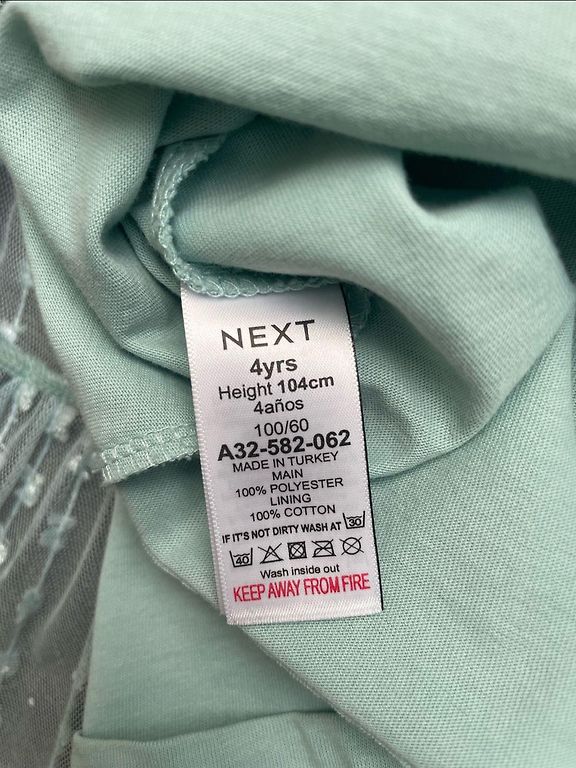 NEXT
4yrs
Height 104cm
4años
100/60
A32-582-062
MADE IN TURKEY
MAIN
100% POLYESTER
LINING
100% COTTON
IF IT'S NOT DIRTY WASH AT 30
40
Wash inside out
KEEP AWAY FROM FIRE